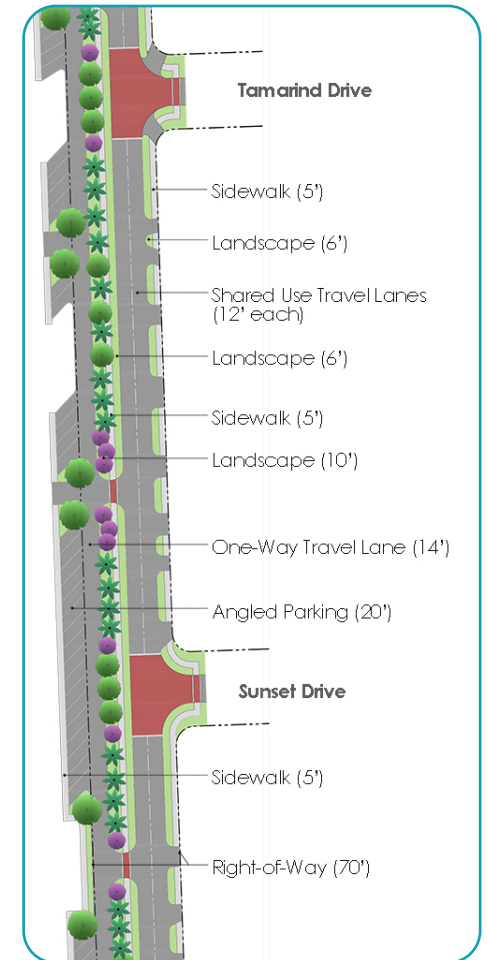 Tamarind Drive
Sidewalk (5’)
Landscape (6’)
Shared Use Travel Lanes
(12’ each)
Landscape (6’)
Sidewalk (5’)
Landscape (10’)
One-Way Travel Lane (14’)
Angled Parking (20’)
Sunset Drive
Sidewalk (5’)
Right-of-Way (70’)